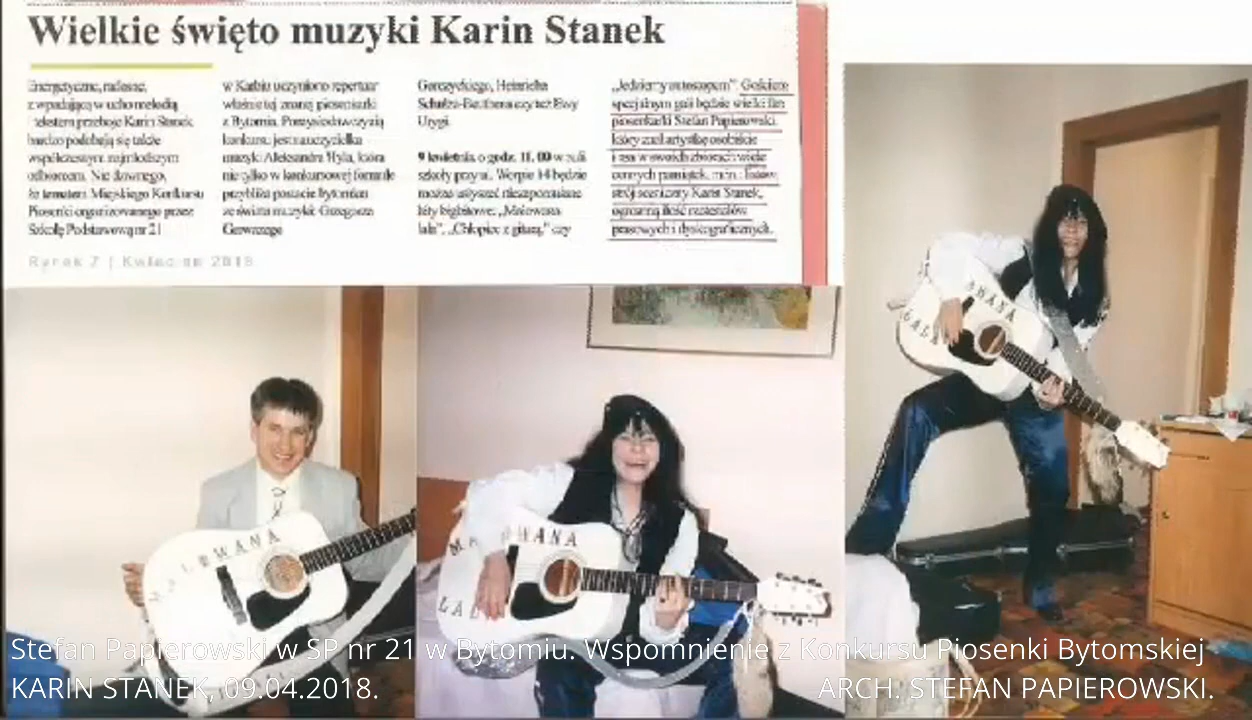 Wielkie święto muzyki Karin Stanek
Energetyczne, radosne,
z wpadającą w ucho melodią
i tekstem przeboje Karin Stanek
bardzo podobają się także
współczesnym najmłodszym
odbiorcom. Nie dziwnego,
że tematem Miejskiego Konkursu
Piosenki organizowanego przez
Szkołę Podstawową nr 21
w Karbiu uczyniono repertuar
właśnie tej znanej piosenkarki
z Bytomia. Pomysłodawczynią
konkursu jest nauczycielka
muzyki Aleksandra Hyla, która
nie tylko w konkursowej formule
przybliża postacie bytomian
ze świata muzyki: Grzegorza
Gerwazego
Gorczyckiego, Heinricha
Schulza-Beuthena czy też Ewy
Urygi.
9 kwietnia o godz. 11.00 w auli
szkoły przy ul. Worpie 14 będzie
można usłyszeć niezapomniane
hity bigbitowe: „Malowana
lala”, „Chłopiec z gitarą,” czy
„Jedziemy autostopem”. Gościem
specjalnym gali będzie wielki fan
piosenkarki Stefan Papierowski,
który znał artystkę osobiście
i ma w swoich zbiorach wiele
cennych pamiątek, m.in.:
strój sceniczny Karin Stanek,
ogromną ilość materiałów
prasowych i dyskograficznych.
Rynek 7 | Kwiecień 2018
MALOWANA
MA OWANA
LALA
OWANA
LALA
Stefan Papierowski w SP nr 21 w Bytomiu. Wspomnienie z Konkursu Piosenki Bytomskiej
KARIN STANEK, 09.04.2018. ARCH. STEFAN PAPIEROWSKI.